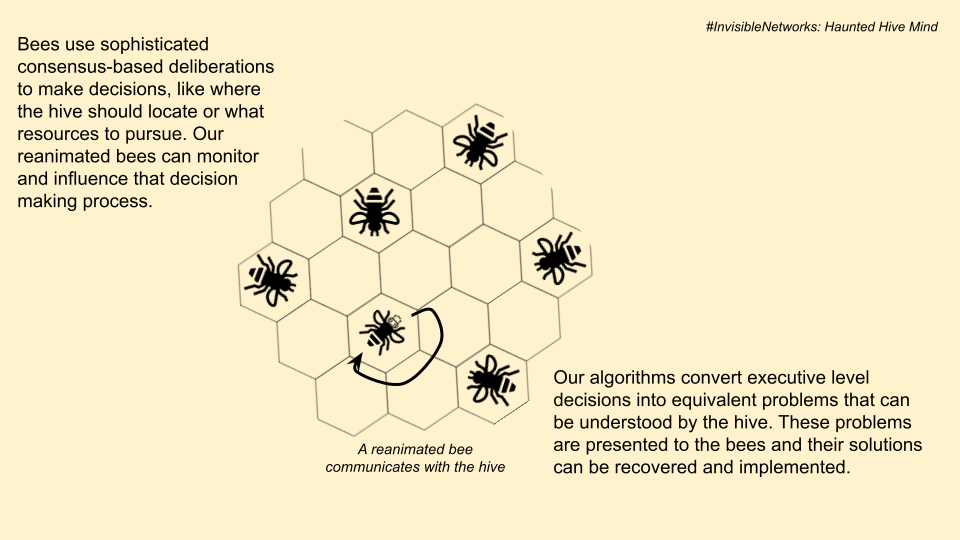 #InvisibleNetworks: Haunted Hive Mind
Bees use sophisticated
consensus-based deliberations
to make decisions, like where
the hive should locate or what
resources to pursue. Our
reanimated bees can monitor
and influence that decision
making process.
Our algorithms convert executive level
decisions into equivalent problems that can
be understood by the hive. These problems
are presented to the bees and their solutions
can be recovered and implemented.
A reanimated bee
communicates with the hive